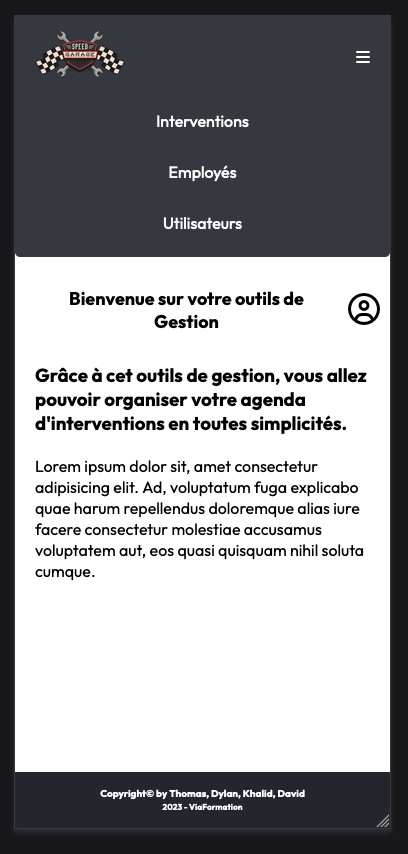 SPEED
GARAGE
Interventions
Employés
Utilisateurs
Bienvenue sur votre outils de
Gestion
Grâce à cet outils de gestion, vous allez
pouvoir organiser votre agenda
d'interventions en toutes simplicités.
Lorem ipsum dolor sit, amet consectetur
adipisicing elit. Ad, voluptatum fuga explicabo
quae harum repellendus doloremque alias iure
facere consectetur molestiae accusamus
voluptatem aut, eos quasi quisquam nihil soluta
cumque.
Copyright© by Thomas, Dylan, Khalid, David
2023 - ViaFormation